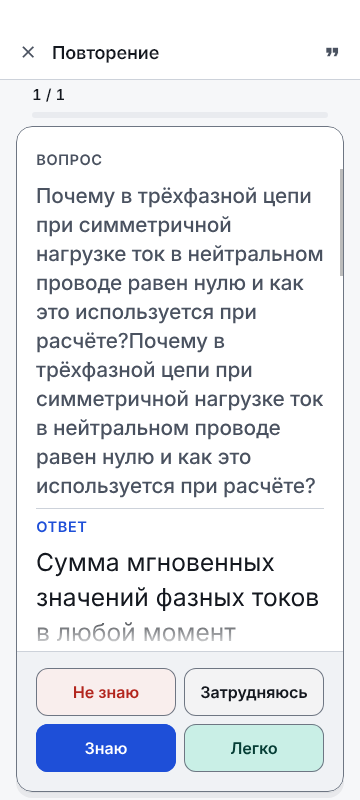 Повторение
1 / 1
ВОПРОС
Почему в трёхфазной цепи
при симметричной
нагрузке ток в нейтральном
проводе равен нулю и как
это используется при
расчёте?Почему в
трёхфазной цепи при
симметричной нагрузке ток
в нейтральном проводе
равен нулю и как это
используется при расчёте?
ОТВЕТ
Сумма мгновенных
значений фазных токов
в любой момент
Не знаю
Затрудняюсь
Знаю
Легко